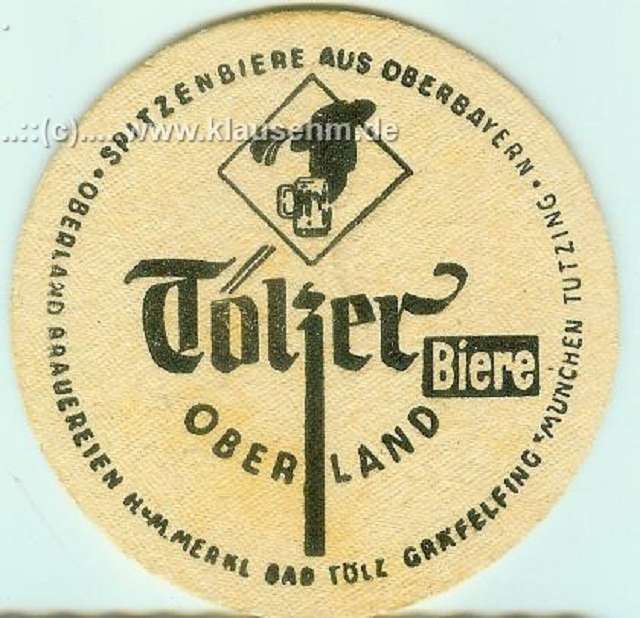 SPITZENBIERE AUS OBERBAYERN · OBERLAND BRAUEREIEN H.u.M. MERKL BAD TÖLZ GRÄFELFING * MÜNCHEN TUTZING ·
..::(c)... www.klausehm.de
Tölzer
Biere
OBERLAND